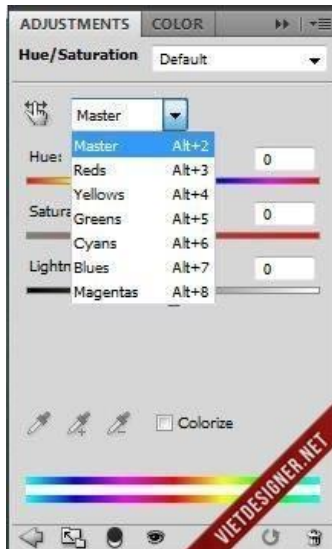 ADJUSTMENTS COLOR
Hue/Saturation Default
Master
Master Alt+2
Hue: 0
Reds Alt+3
Yellows Alt+4
Satura 0
Greens Alt+5
Cyans Alt+6
Lightn 0
Blues Alt+7
Magentas Alt+8
Colorize
VIETDESIGNER.NET